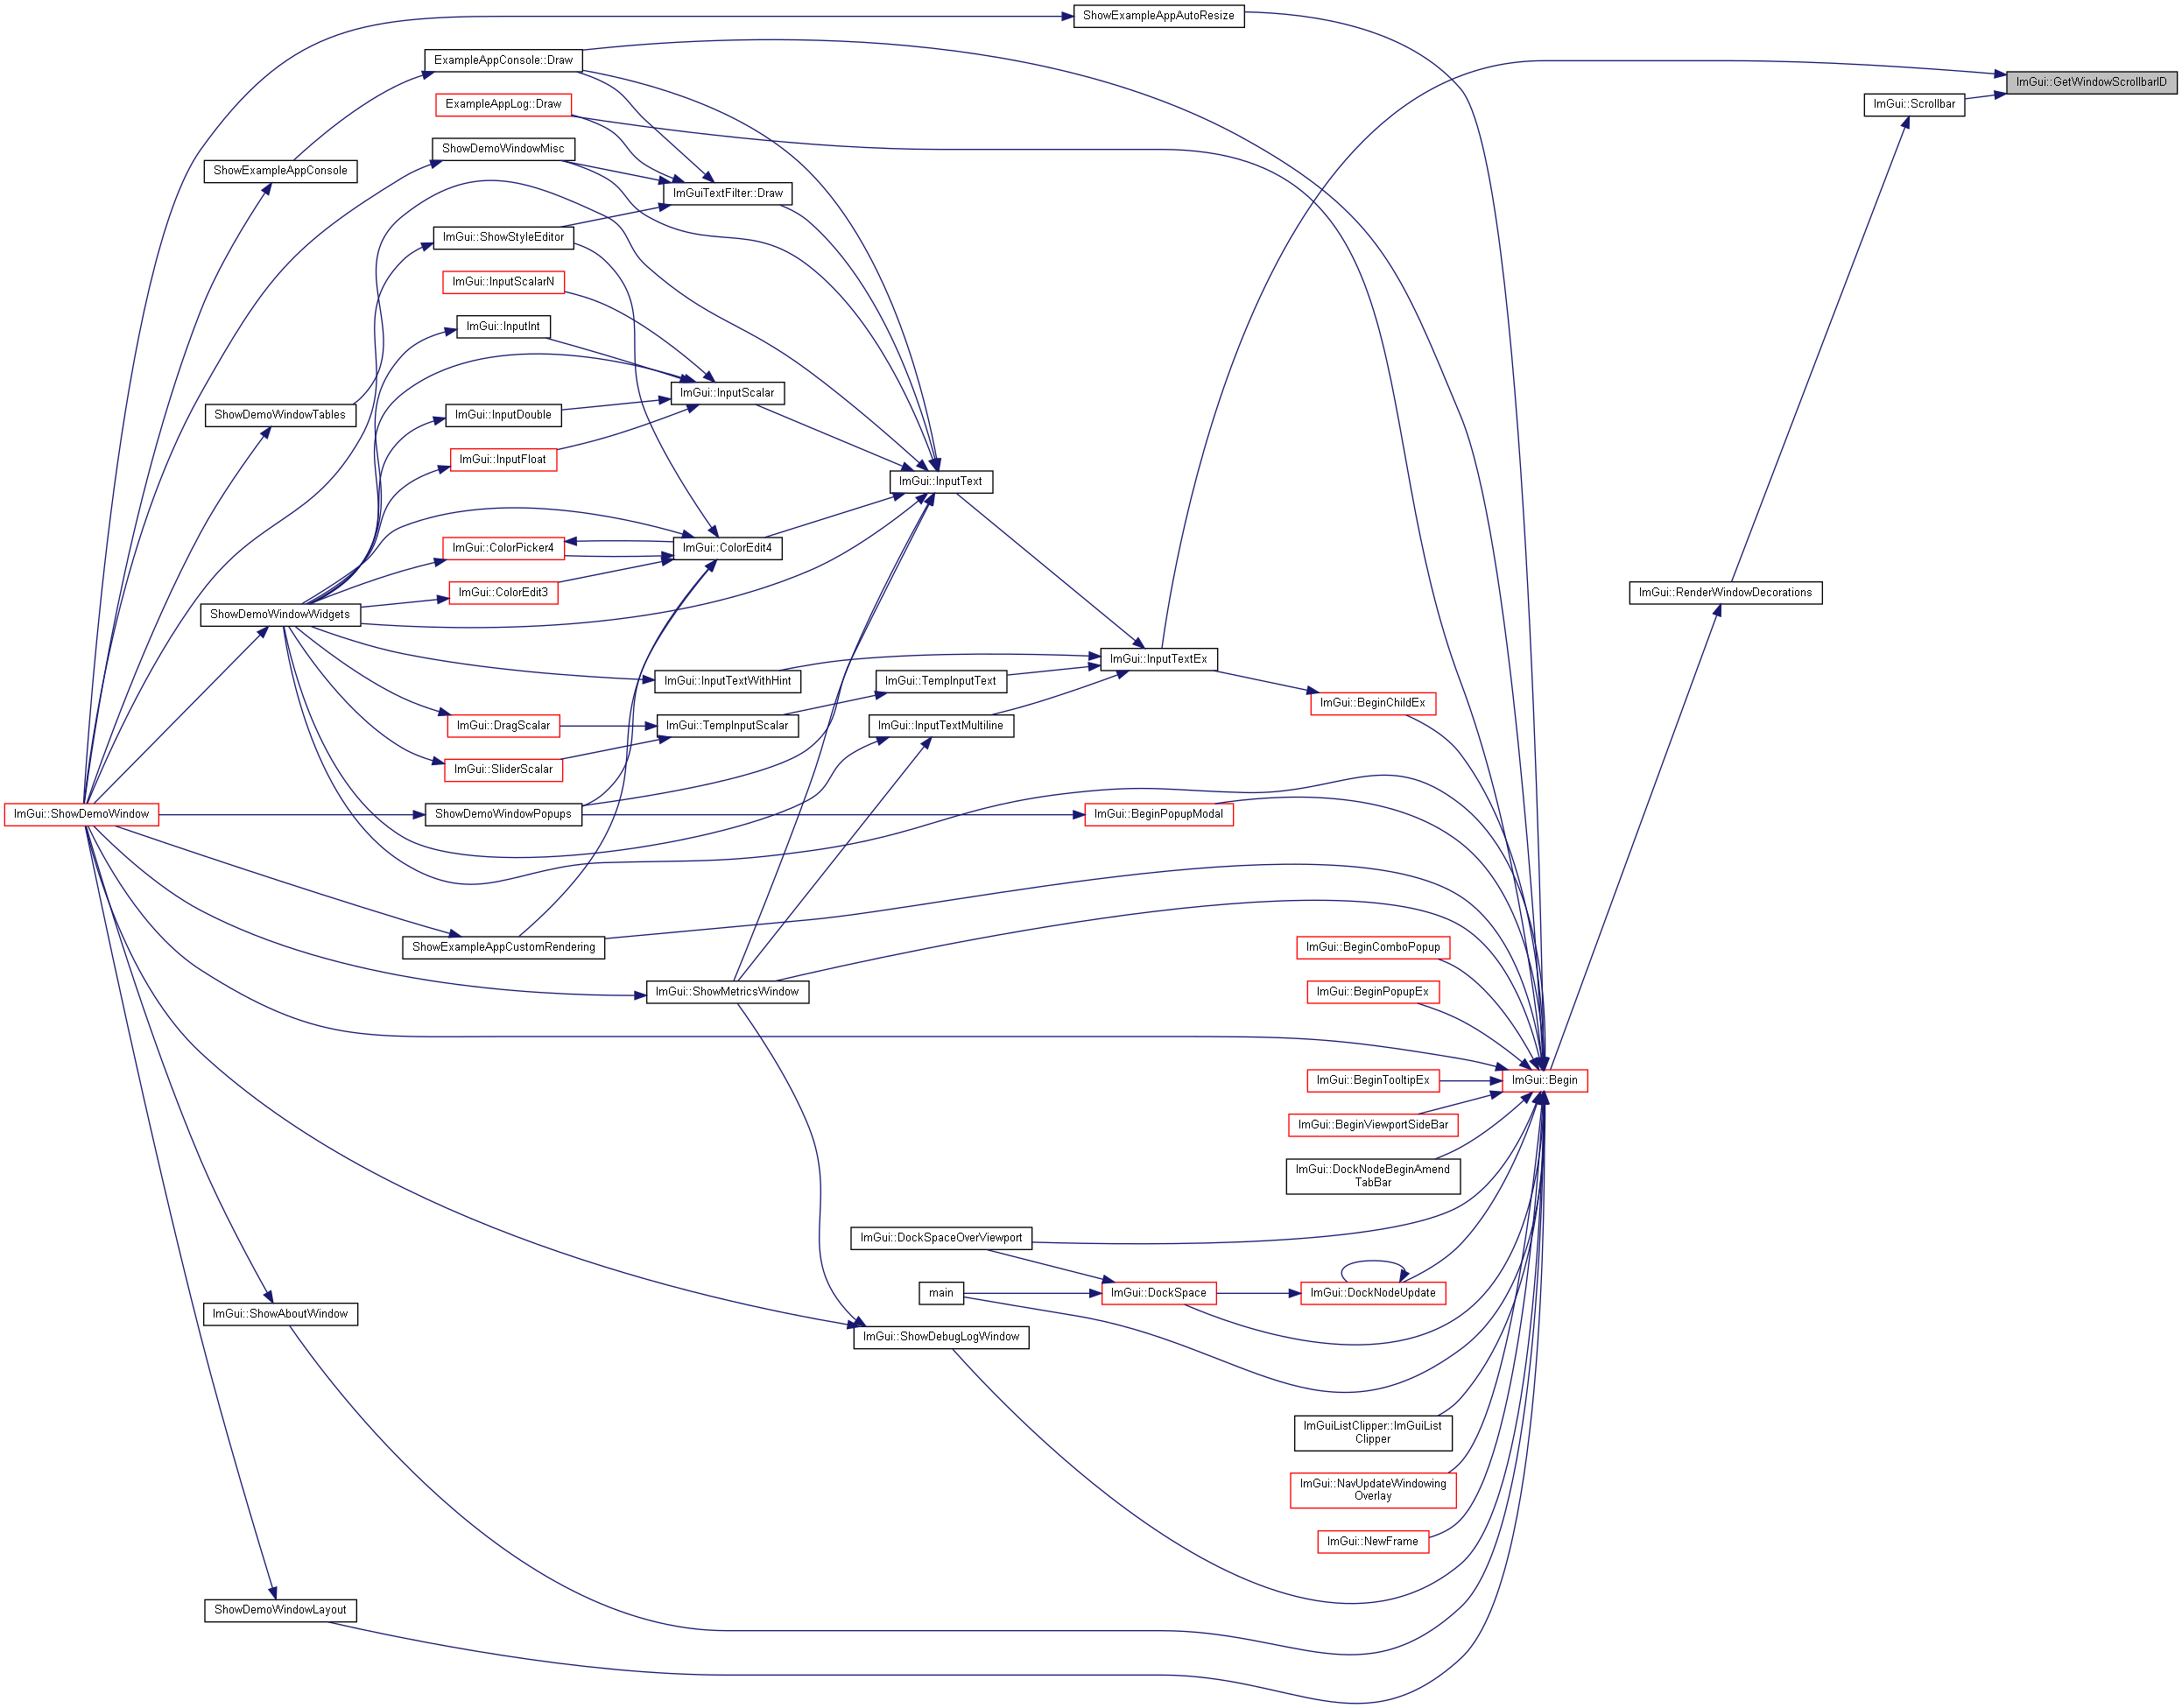 ShowExampleAppAutoResize
ExampleAppConsole::Draw
ImGui::GetWindowScrollbarID
ExampleAppLog::Draw
ImGui::Scrollbar
ShowDemoWindowMisc
ShowExampleAppConsole
ImGuiTextFilter::Draw
ImGui::ShowStyleEditor
ImGui::InputScalarN
ImGui::InputInt
ImGui::InputScalar
ShowDemoWindowTables
ImGui::InputDouble
ImGui::InputFloat
ImGui::InputText
ImGui::ColorPicker4
ImGui::ColorEdit4
ImGui::ColorEdit3
ImGui::RenderWindowDecorations
ShowDemoWindowWidgets
ImGui::InputTextEx
ImGui::InputTextWithHint
ImGui::TempInputText
ImGui::BeginChildEx
ImGui::DragScalar
ImGui::TempInputScalar
ImGui::InputTextMultiline
ImGui::SliderScalar
ImGui::ShowDemoWindow
ShowDemoWindowPopups
ImGui::BeginPopupModal
ShowExampleAppCustomRendering
ImGui::BeginComboPopup
ImGui::ShowMetricsWindow
ImGui::BeginPopupEx
ImGui::BeginTooltipEx
ImGui::Begin
ImGui::BeginViewportSideBar
ImGui::DockNodeBeginAmend
TabBar
ImGui::DockSpaceOverViewport
main
ImGui::DockSpace
ImGui::DockNodeUpdate
ImGui::ShowAboutWindow
ImGui::ShowDebugLogWindow
ImGuiListClipper::ImGuiList
Clipper
ImGui::NavUpdateWindowing
Overlay
ImGui::NewFrame
ShowDemoWindowLayout